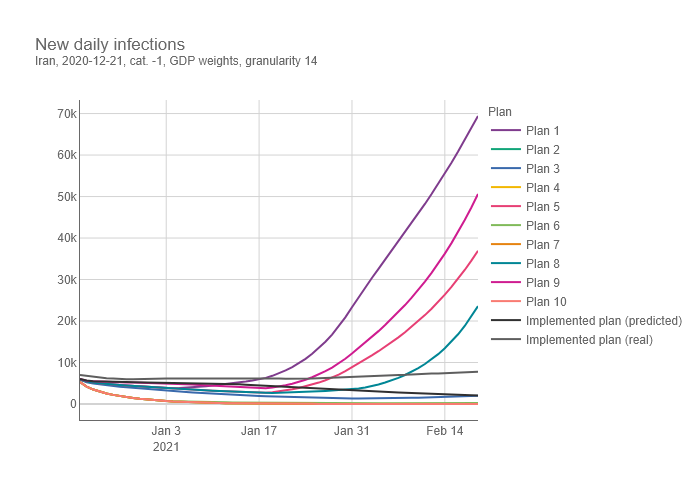 New daily infections
Iran, 2020-12-21, cat. -1, GDP weights, granularity 14
70k
60k
50k
40k
30k
20k
10k
0
Jan 3
2021
Jan 17
Jan 31
Feb 14
Plan
Plan 1
Plan 2
Plan 3
Plan 4
Plan 5
Plan 6
Plan 7
Plan 8
Plan 9
Plan 10
Implemented plan (predicted)
Implemented plan (real)